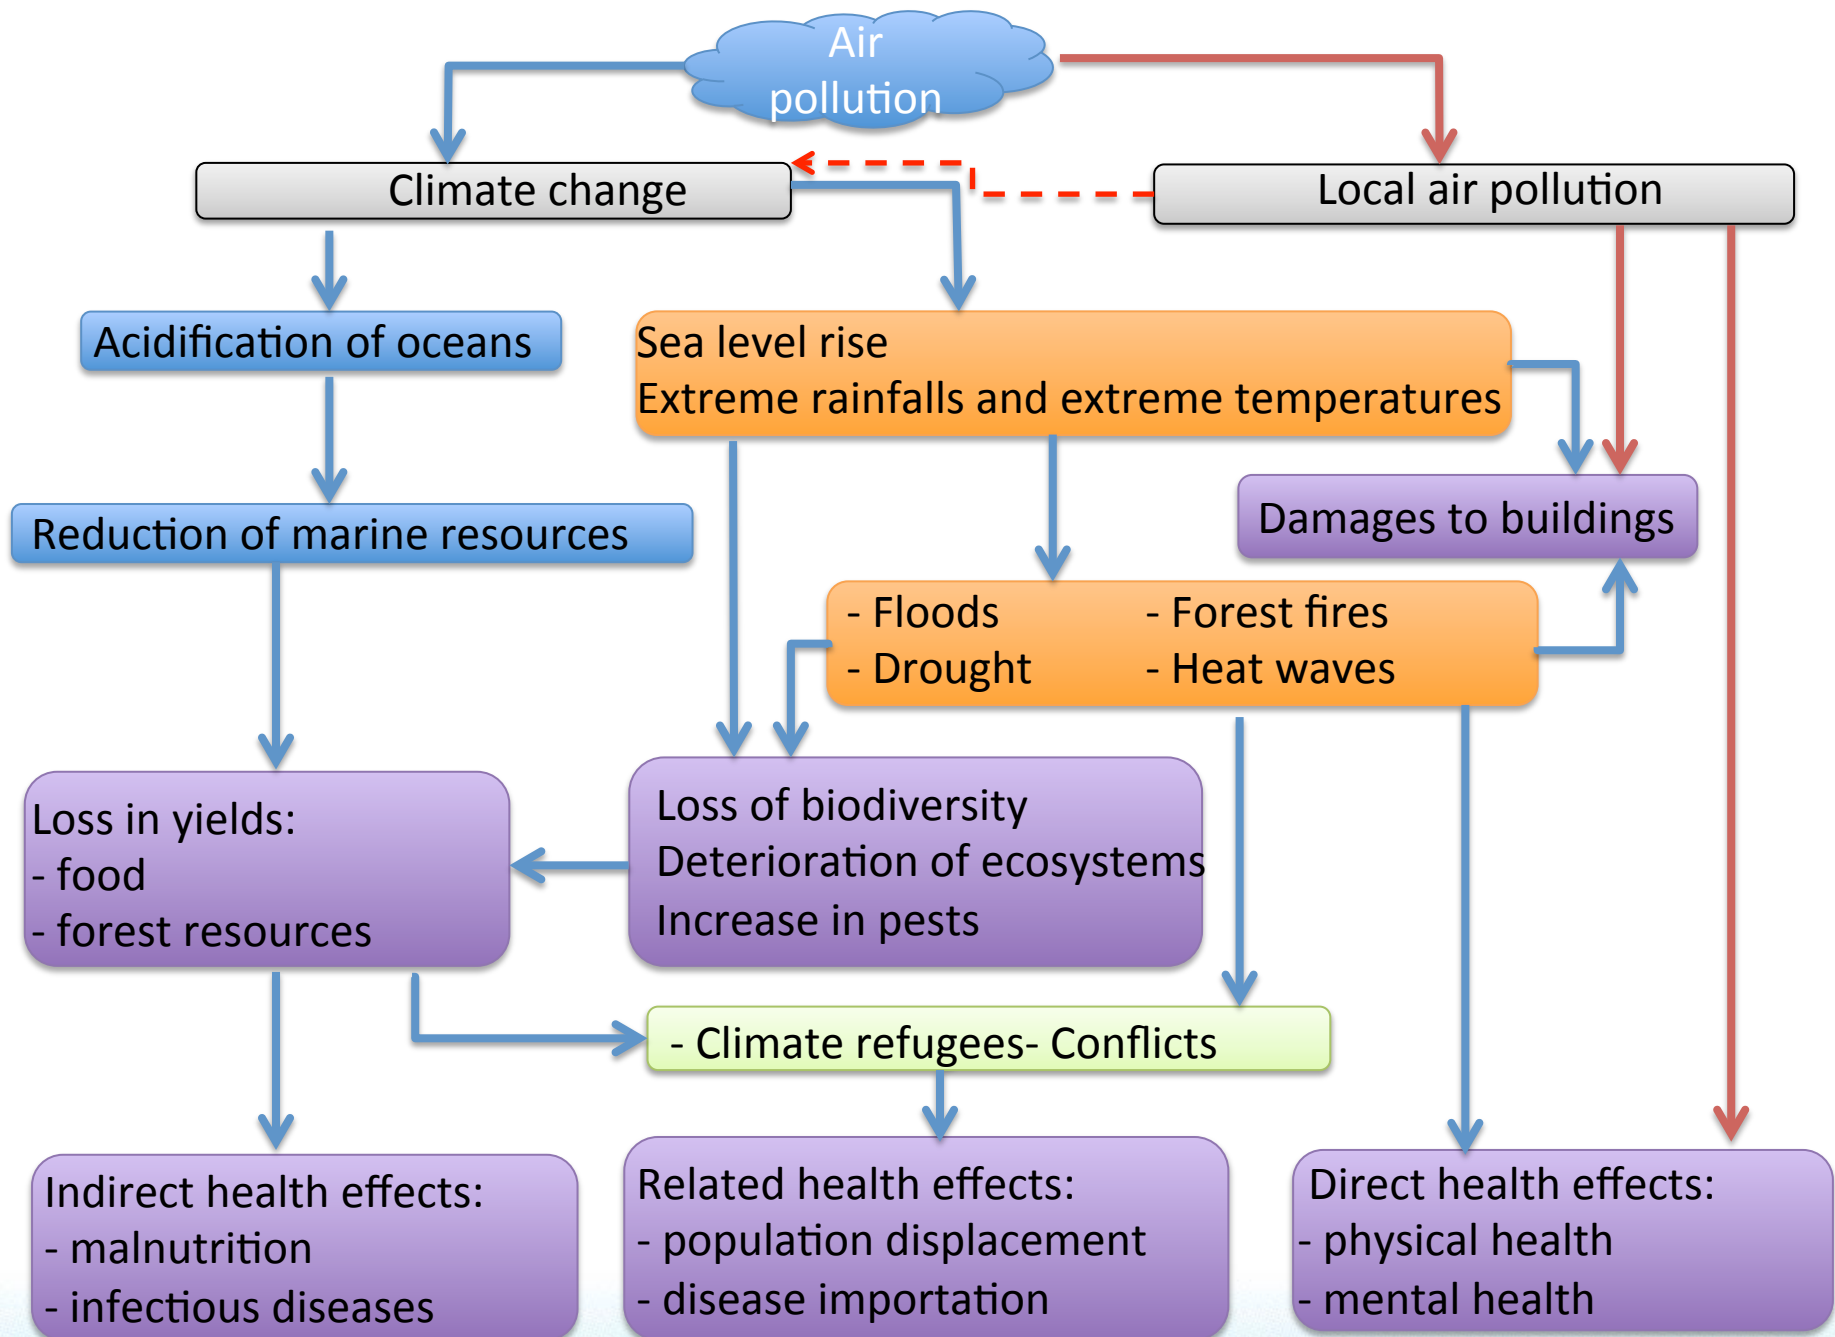 Air
pollution
Climate change
Local air pollution
Acidification of oceans
Sea level rise
Extreme rainfalls and extreme temperatures
Reduction of marine resources
Damages to buildings
- Floods - Forest fires
- Drought - Heat waves
Loss in yields:
- food
- forest resources
Loss of biodiversity
Deterioration of ecosystems
Increase in pests
- Climate refugees- Conflicts
Indirect health effects:
- malnutrition
- infectious diseases
Related health effects:
- population displacement
- disease importation
Direct health effects:
- physical health
- mental health